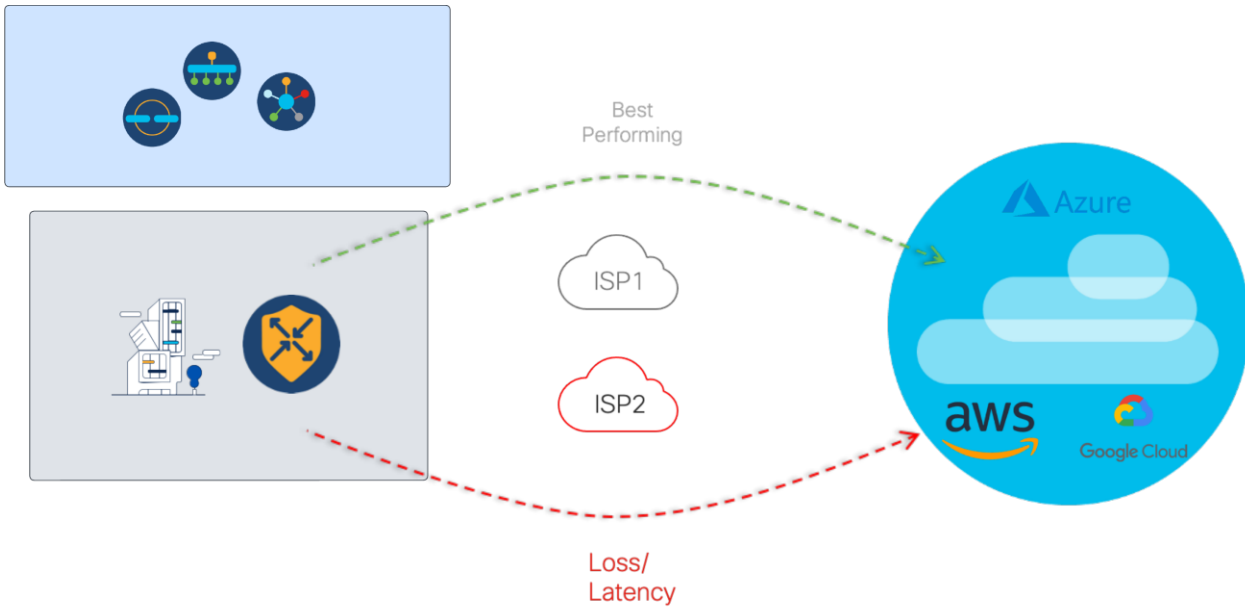 Best
Performing
Azure
ISP1
ISP2
aws
Google Cloud
Loss/
Latency